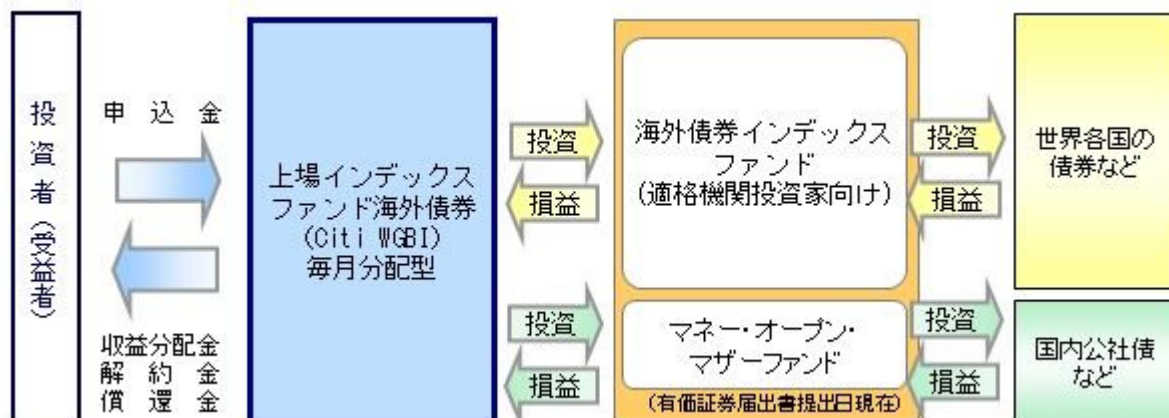 投資者(受益者)
申込金
収益分配金
解約金
償還金
上場インデックス
ファンド海外債券
(Citi WGBI)
毎月分配型
投資
損益
投資
損益
海外債券インデックス
ファンド
(適格機関投資家向け)
マネー・オープン・
マザーファンド
(有価証券届出書提出日現在)
投資
損益
投資
損益
世界各国の
債券など
国内公社債
など